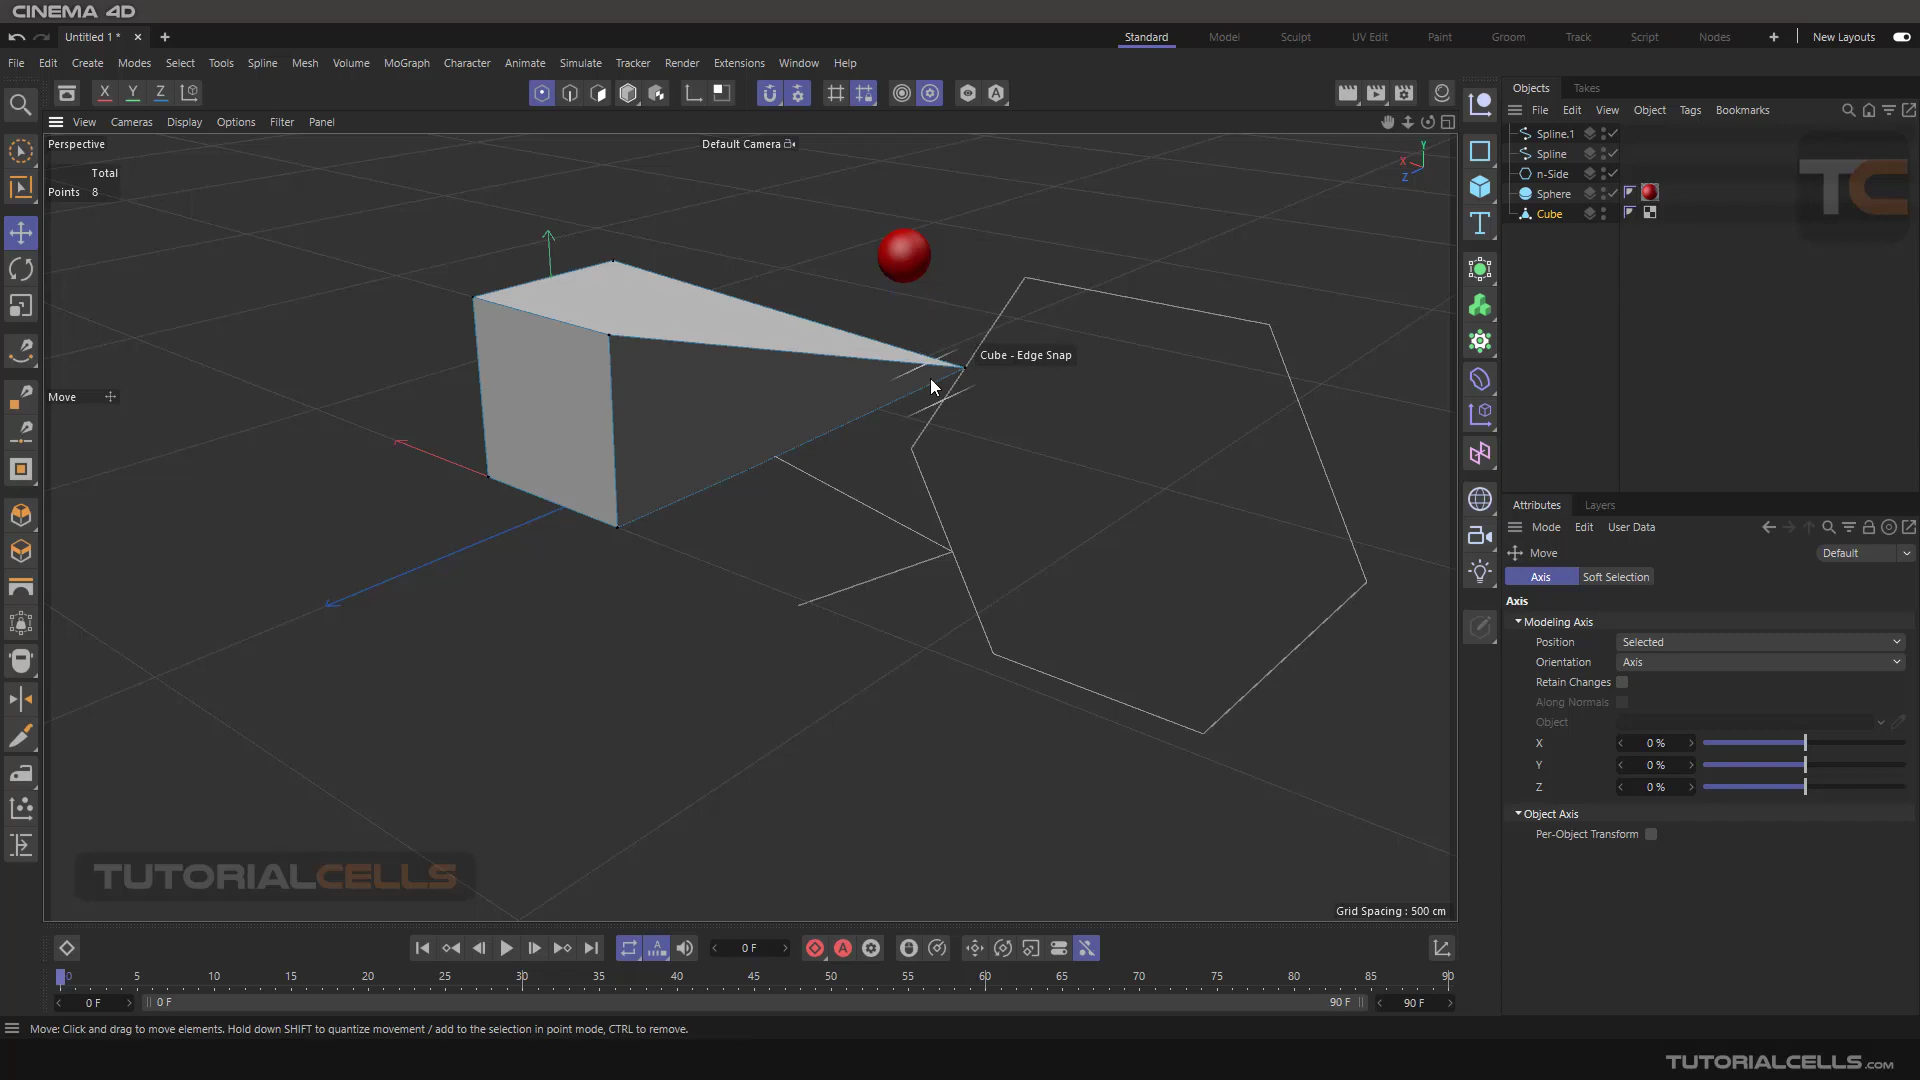 CINEMA 4D
Untitled 1 *
Standard
Model
Sculpt
UV Edit
Paint
Groom
Track
Script
Nodes
New Layouts
File Edit Create Modes Select Tools Spline Mesh Volume MoGraph Character Animate Simulate Tracker Render Extensions Window Help
X Y Z
Objects Takes
View Cameras Display Options Filter Panel
File Edit View Object Tags Bookmarks
Perspective
Default Camera
Total
Points 8
Y
X
Z
Spline.1
Spline
n-Side
Sphere
Cube
TC
Cube - Edge Snap
Move
Attributes Layers
Mode Edit User Data
Move
Default
Axis
Soft Selection
Axis
Modeling Axis
Position Selected
Orientation Axis
Retain Changes
Along Normals
Object
X 0 %
Y 0 %
Z 0 %
Object Axis
Per-Object Transform
TUTORIALCELLS
Grid Spacing : 500 cm
0 F
0 5 10 15 20 25 30 35 40 45 50 55 60 65 70 75 80 85 90
0 F
0 F
90 F
90 F
Move: Click and drag to move elements. Hold down SHIFT to quantize movement / add to the selection in point mode, CTRL to remove.
TUTORIALCELLS.com